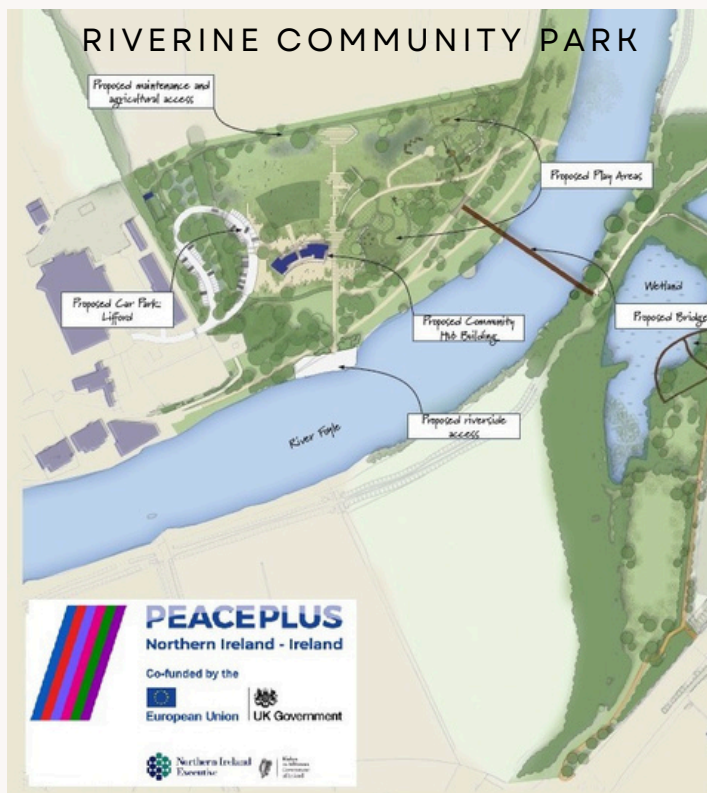 RIVERINE COMMUNITY PARK
Proposed maintenance and
agricultural access
Proposed Play Areas
Wetland
Proposed Car Park:
Lifford
Proposed Community
Hub Building
Proposed Bridge
Proposed riverside
access
River Foyle
PEACEPLUS
Northern Ireland - Ireland
Co-funded by the
European Union
UK Government
Northern Ireland
Executive